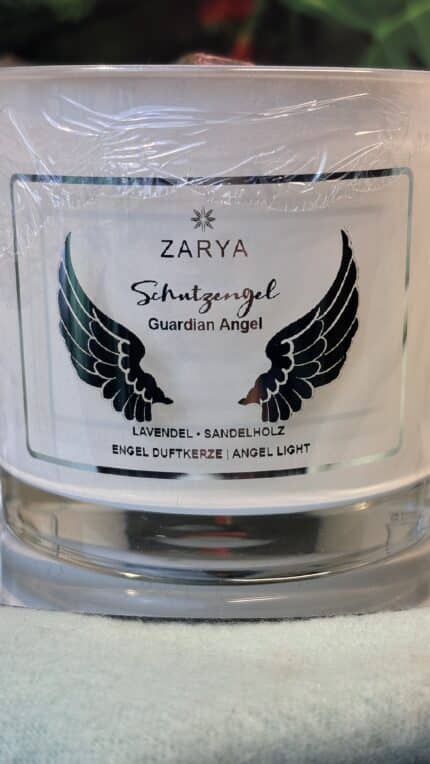 ZARYA
Schutzengel
Guardian Angel
LAVENDEL • SANDELHOLZ
ENGEL DUFTKERZE | ANGEL LIGHT